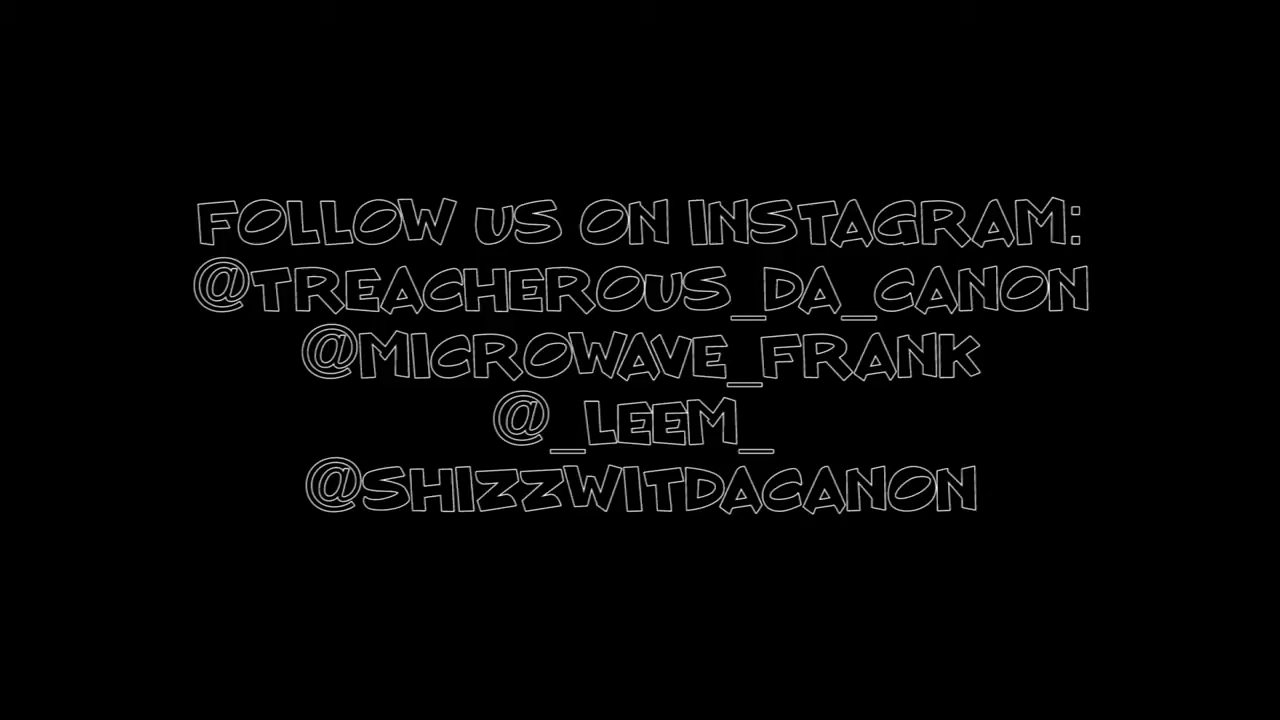 FOLLOW US ON INSTAGRAM:
@TREACHEROUS_DA_CANON
@MICROWAVE_FRANK
@_LEEM_
@SHIZZWITDACANON